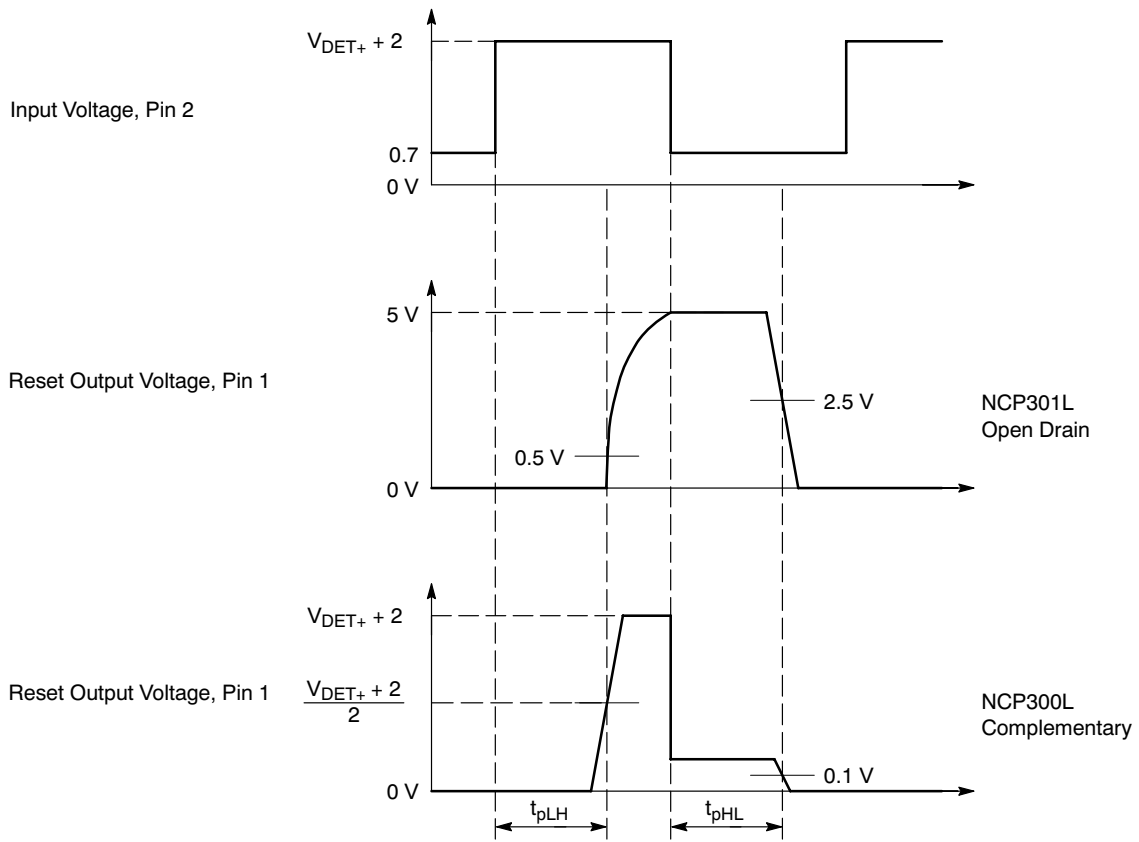 V_DET+ + 2
Input Voltage, Pin 2
0.7
0 V
5 V
Reset Output Voltage, Pin 1
2.5 V
NCP301L
Open Drain
0.5 V
0 V
V_DET+ + 2
Reset Output Voltage, Pin 1
V_DET+ + 2
2
NCP300L
Complementary
0.1 V
0 V
t_pLH
t_pHL